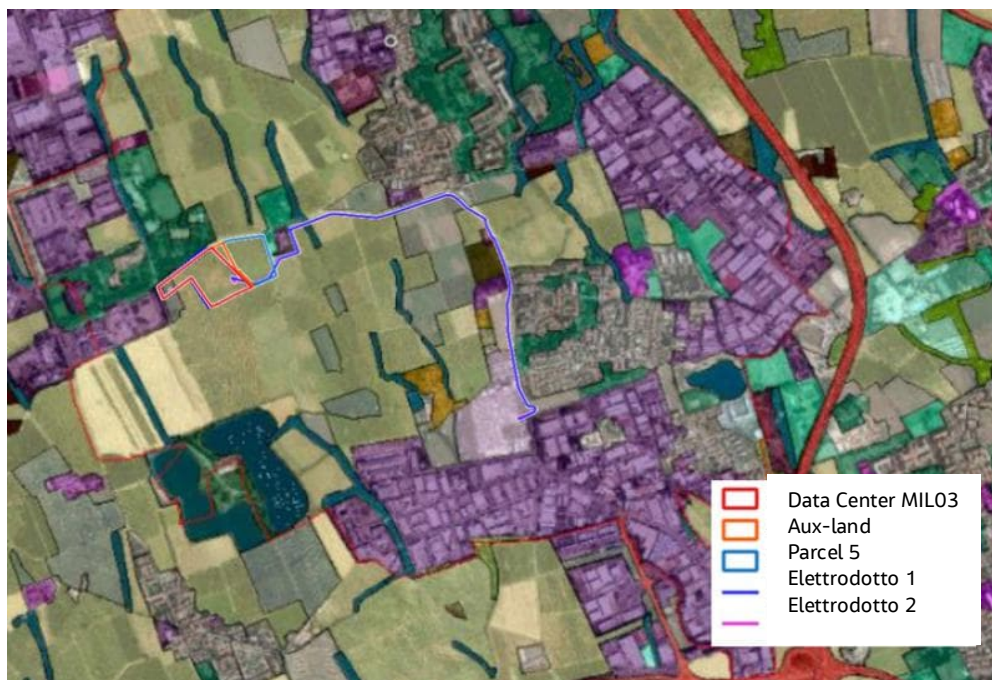 Data Center MIL03
Aux-land
Parcel 5
Elettrodotto 1
Elettrodotto 2